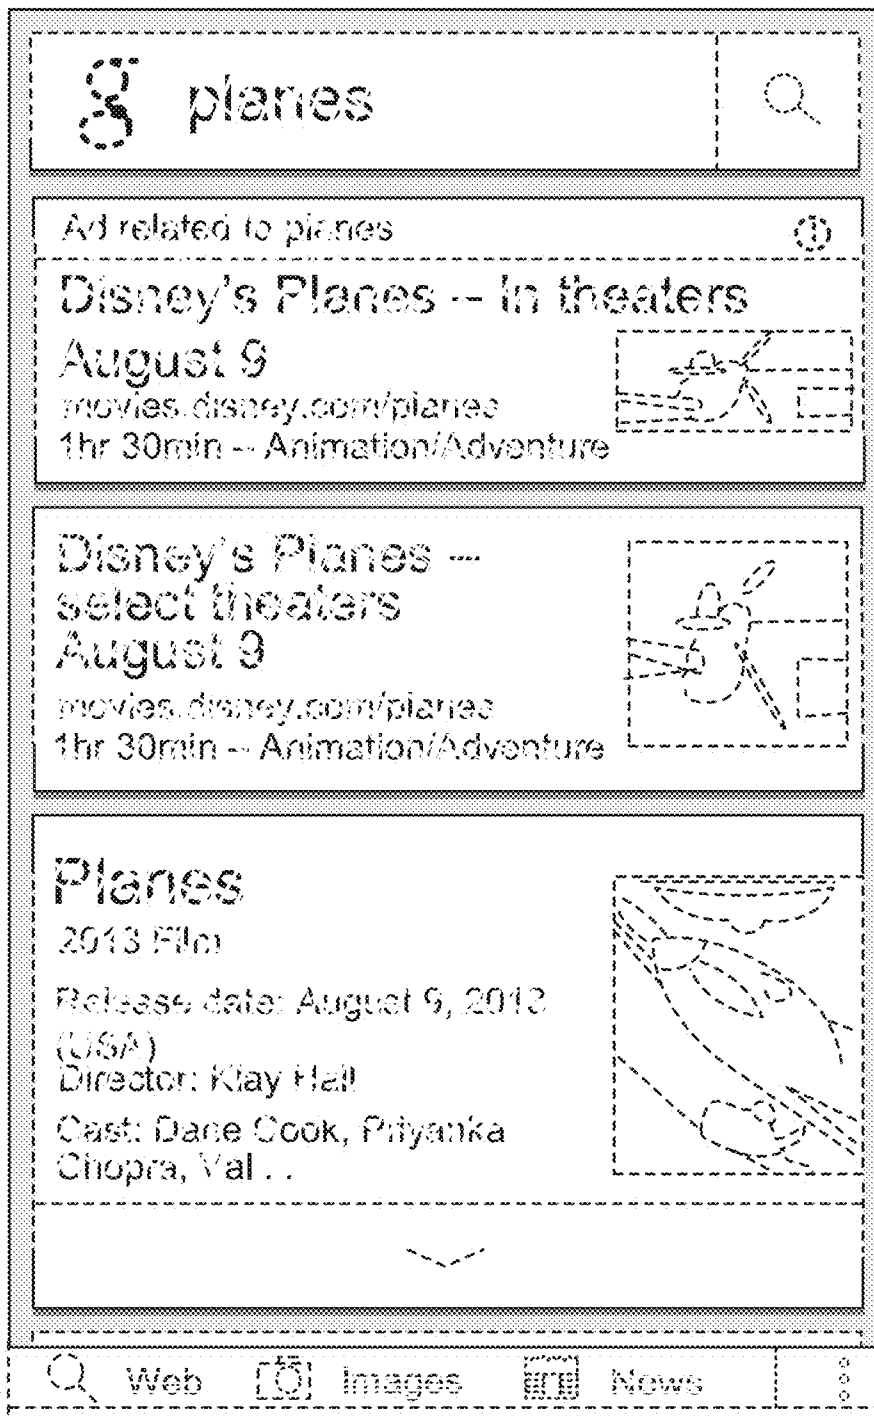 g planes
Ad related to planes
Disney's Planes -- In theaters
August 9
movies.disney.com/planes
1hr 30min -- Animation/Adventure
Disney's Planes --
select theaters
August 9
movies.disney.com/planes
1hr 30min -- Animation/Adventure
Planes
2013 Film
Release date: August 9, 2013
(USA)
Director: Klay Hall
Cast: Dane Cook, Priyanka
Chopra, Val . .
Web Images News